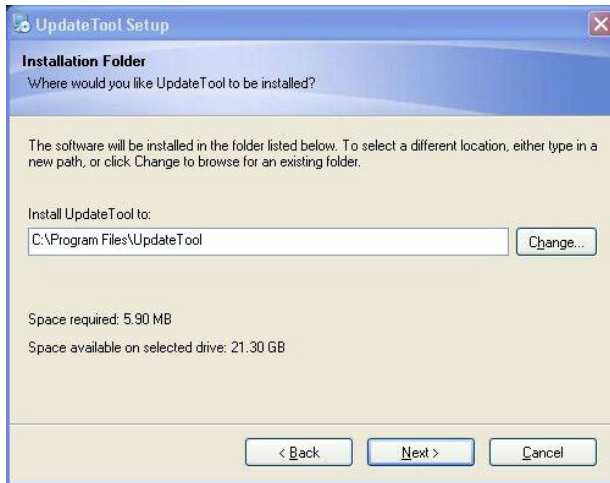 UpdateTool Setup
Installation Folder
Where would you like UpdateTool to be installed?
The software will be installed in the folder listed below. To select a different location, either type in a
new path, or click Change to browse for an existing folder.
Install UpdateTool to:
C:\Program Files\UpdateTool
Change...
Space required: 5.90 MB
Space available on selected drive: 21.30 GB
< Back
Next >
Cancel